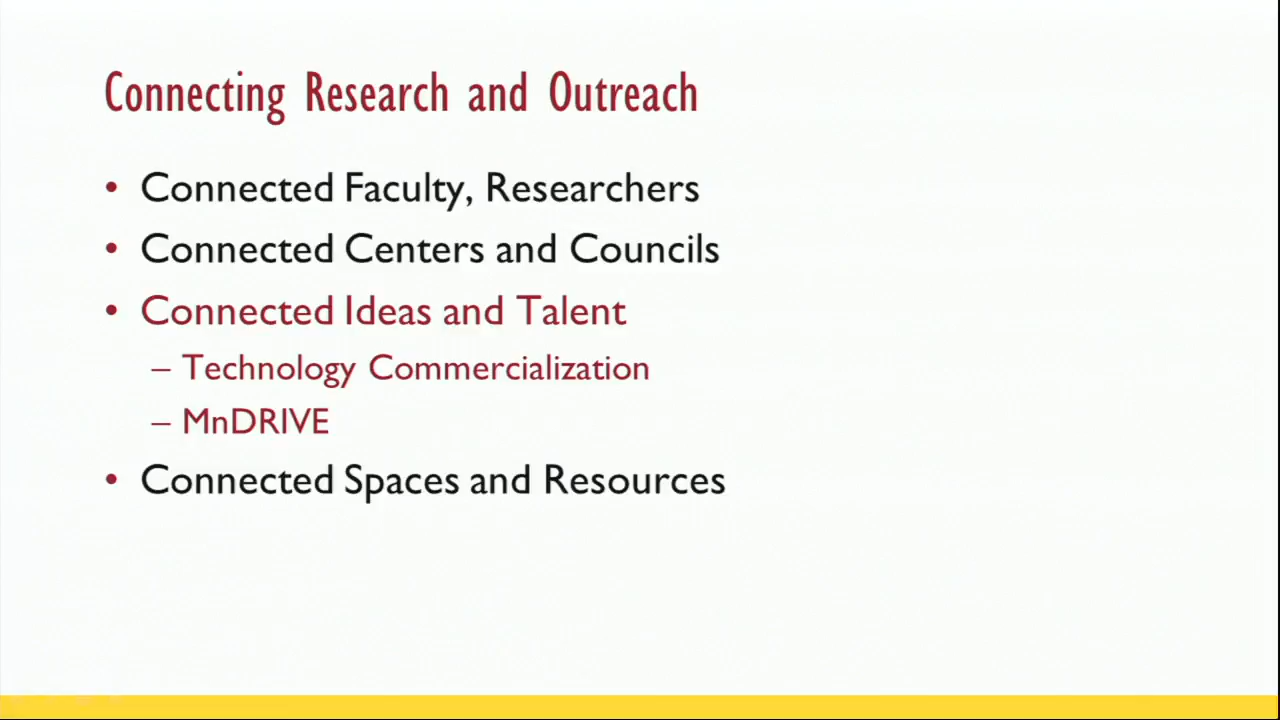 Connecting Research and Outreach
• Connected Faculty, Researchers
• Connected Centers and Councils
• Connected Ideas and Talent
– Technology Commercialization
– MnDRIVE
• Connected Spaces and Resources